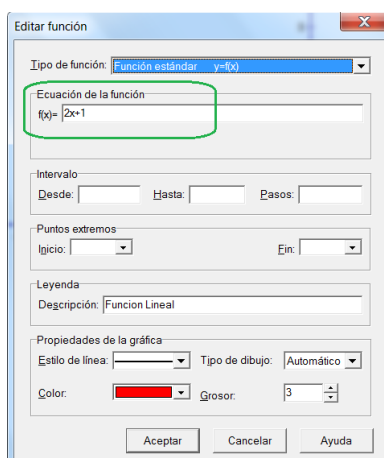 Editar función
x
Tipo de función: Función estándar y=f(x)
Ecuación de la función
f(x)= 2x+1
Intervalo
Desde: Hasta: Pasos:
Puntos extremos
Inicio: Fin:
Leyenda
Descripción: Funcion Lineal
Propiedades de la gráfica
Estilo de línea: Tipo de dibujo: Automático
Color: Grosor: 3
Aceptar Cancelar Ayuda